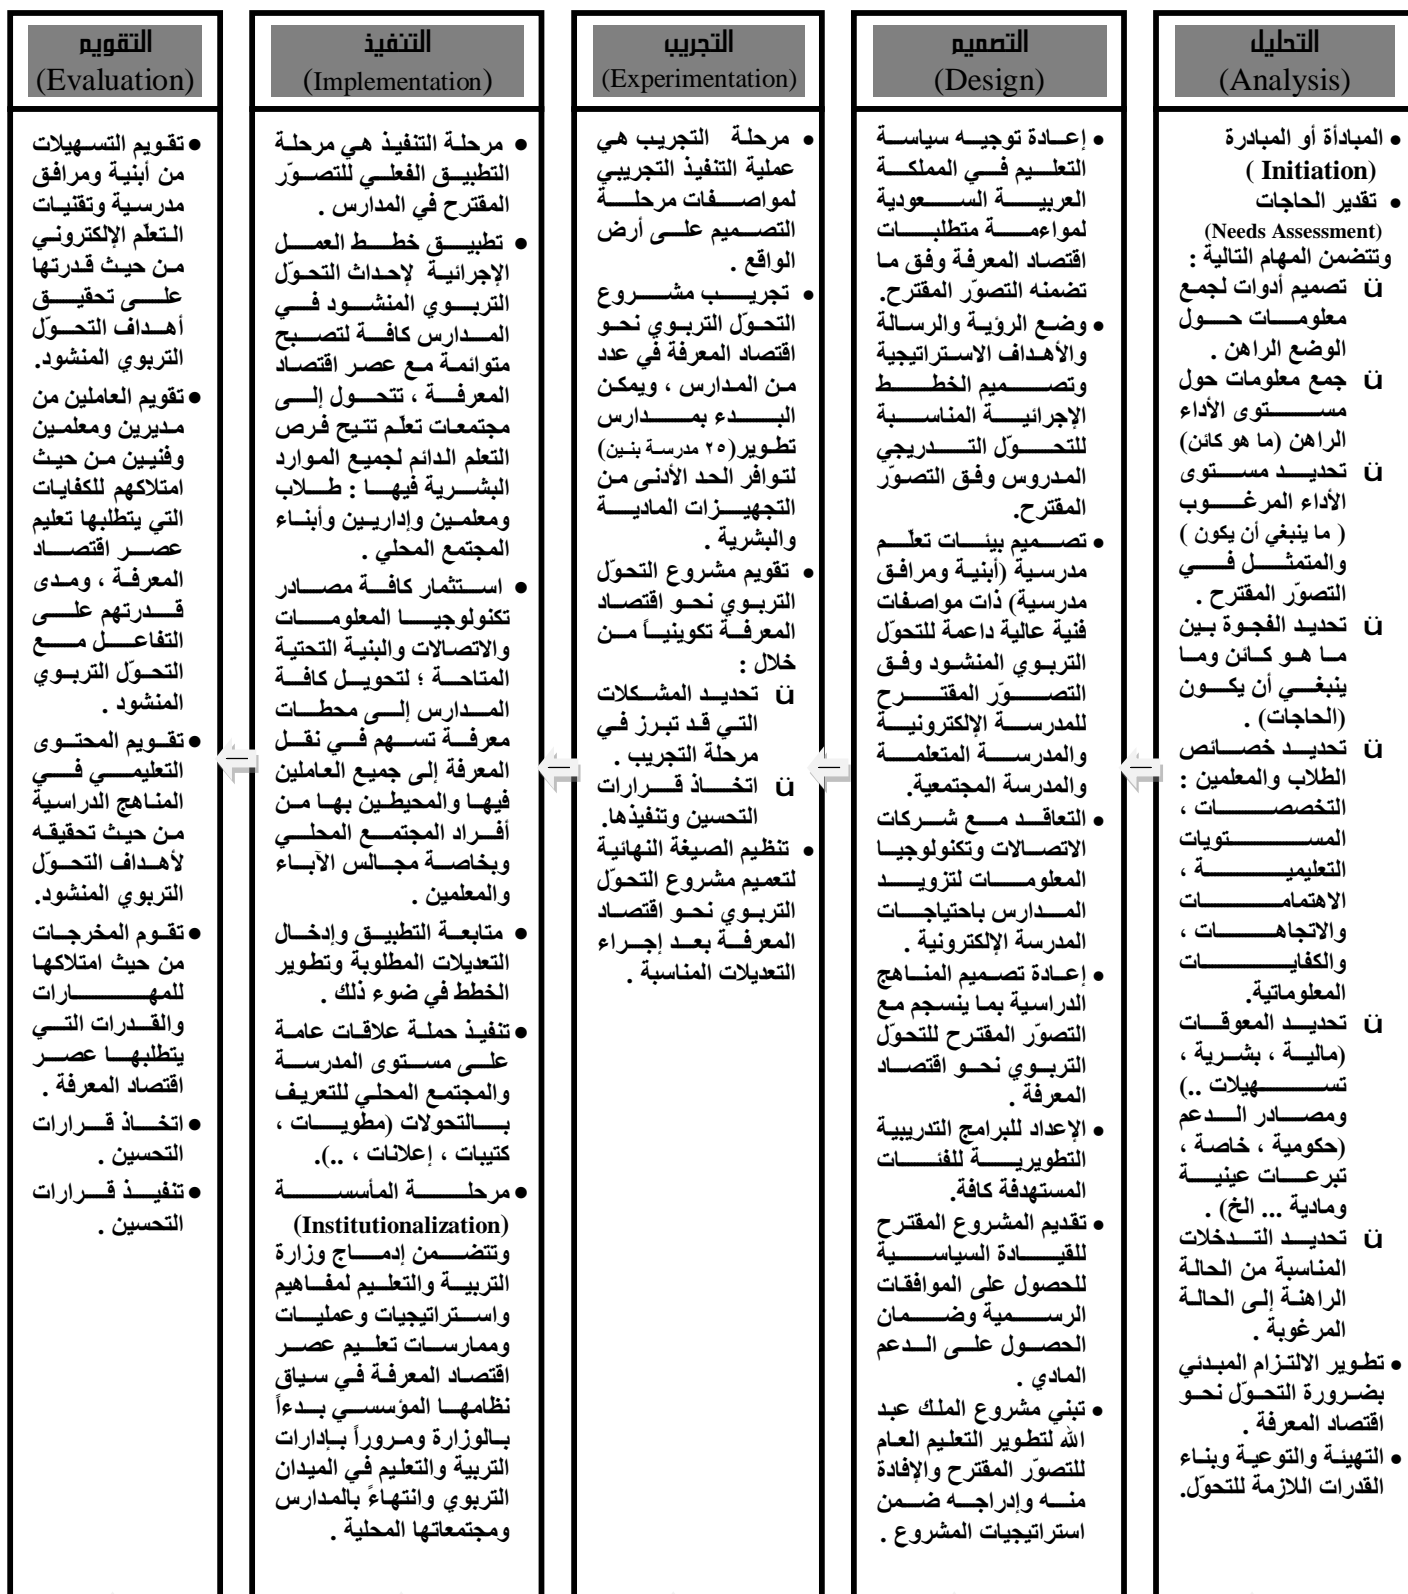 التحليل
(Analysis)
• المبادأة أو المبادرة
( Initiation)
• تقدير الحاجات
(Needs Assessment)
وتتضمن المهام التالية :
ü تصميم أدوات لجمع
معلومات حول
الوضع الراهن .
ü جمع معلومات حول
مستوى الأداء
الراهن (ما هو كائن)
ü تحديد مستوى
الأداء المرغوب
( ما ينبغي أن يكون )
والمتمثل في
التصوّر المقترح .
ü تحديد الفجوة بين
ما هو كائن وما
ينبغي أن يكون
(الحاجات) .
ü تحديد خصائص
الطلاب والمعلمين :
التخصصات ،
المستويات
التعليمية ،
الاهتمامات
والاتجاهات ،
والكفايات
المعلوماتية.
ü تحديد المعوقات
(مالية ، بشرية ،
تسهيلات ..)
ومصادر الدعم
(حكومية ، خاصة ،
تبرعات عينية
ومادية ... الخ) .
ü تحديد التدخلات
المناسبة من الحالة
الراهنة إلى الحالة
المرغوبة .
• تطوير الالتزام المبدئي
بضرورة التحوّل نحو
اقتصاد المعرفة .
• التهيئة والتوعية وبناء
القدرات اللازمة للتحوّل.
التصميم
(Design)
• إعادة توجيه سياسة
التعليم في المملكة
العربية السعودية
لمواءمة متطلبات
اقتصاد المعرفة وفق ما
تضمنه التصوّر المقترح.
• وضع الرؤية والرسالة
والأهداف الاستراتيجية
وتصميم الخطط
الإجرائية المناسبة
للتحوّل التدريجي
المدروس وفق التصوّر
المقترح.
• تصميم بيئات تعلّم
مدرسية (أبنية ومرافق
مدرسية) ذات مواصفات
فنية عالية داعمة للتحوّل
التربوي المنشود وفق
التصوّر المقترح
للمدرسة الإلكترونية
والمدرسة المتعلمة
والمدرسة المجتمعية.
• التعاقد مع شركات
الاتصالات وتكنولوجيا
المعلومات لتزويد
المدارس باحتياجات
المدرسة الإلكترونية .
• إعادة تصميم المناهج
الدراسية بما ينسجم مع
التصوّر المقترح للتحوّل
التربوي نحو اقتصاد
المعرفة .
• الإعداد للبرامج التدريبية
التطويرية للفئات
المستهدفة كافة.
• تقديم المشروع المقترح
للقيادة السياسية
للحصول على الموافقات
الرسمية وضمان
الحصول على الدعم
المادي .
• تبني مشروع الملك عبد
الله لتطوير التعليم العام
للتصوّر المقترح والإفادة
منه وإدراجه ضمن
استراتيجيات المشروع .
التجريب
(Experimentation)
• مرحلة التجريب هي
عملية التنفيذ التجريبي
لمواصفات مرحلة
التصميم على أرض
الواقع .
• تجريب مشروع
التحوّل التربوي نحو
اقتصاد المعرفة في عدد
من المدارس ، ويمكن
البدء بمدارس
تطوير(٢٥ مدرسة بنين)
لتوافر الحد الأدنى من
التجهيزات المادية
والبشرية .
• تقويم مشروع التحوّل
التربوي نحو اقتصاد
المعرفة تكوينياً من
خلال :
ü تحديد المشكلات
التي قد تبرز في
مرحلة التجريب .
ü اتخاذ قرارات
التحسين وتنفيذها.
• تنظيم الصيغة النهائية
لتعميم مشروع التحوّل
التربوي نحو اقتصاد
المعرفة بعد إجراء
التعديلات المناسبة .
التنفيذ
(Implementation)
• مرحلة التنفيذ هي مرحلة
التطبيق الفعلي للتصوّر
المقترح في المدارس .
• تطبيق خطط العمل
الإجرائية لإحداث التحوّل
التربوي المنشود في
المدارس كافة لتصبح
متوائمة مع عصر اقتصاد
المعرفة ، تتحول إلى
مجتمعات تعلّم تتيح فرص
التعلم الدائم لجميع الموارد
البشرية فيها : طلاب
ومعلمين وإداريين وأبناء
المجتمع المحلي .
• استثمار كافة مصادر
تكنولوجيا المعلومات
والاتصالات والبنية التحتية
المتاحة ؛ لتحويل كافة
المدارس إلى محطات
معرفة تسهم في نقل
المعرفة إلى جميع العاملين
فيها والمحيطين بها من
أفراد المجتمع المحلي
وبخاصة مجالس الآباء
والمعلمين .
• متابعة التطبيق وإدخال
التعديلات المطلوبة وتطوير
الخطط في ضوء ذلك .
• تنفيذ حملة علاقات عامة
على مستوى المدرسة
والمجتمع المحلي للتعريف
بالتحولات (مطويات ،
كتيبات ، إعلانات ، ..).
• مرحلة المأسسة
(Institutionalization)
وتتضمن إدماج وزارة
التربية والتعليم لمفاهيم
واستراتيجيات وعمليات
وممارسات تعليم عصر
اقتصاد المعرفة في سياق
نظامها المؤسسي بدءاً
بالوزارة ومروراً بإدارات
التربية والتعليم في الميدان
التربوي وانتهاءً بالمدارس
ومجتمعاتها المحلية .
التقويم
(Evaluation)
• تقويم التسهيلات
من أبنية ومرافق
مدرسية وتقنيات
التعلّم الإلكتروني
من حيث قدرتها
على تحقيق
أهداف التحوّل
التربوي المنشود.
• تقويم العاملين من
مديرين ومعلمين
وفنيين من حيث
امتلاكهم للكفايات
التي يتطلبها تعليم
عصر اقتصاد
المعرفة ، ومدى
قدرتهم على
التفاعل مع
التحوّل التربوي
المنشود .
• تقويم المحتوى
التعليمي في
المناهج الدراسية
من حيث تحقيقه
لأهداف التحوّل
التربوي المنشود.
• تقوم المخرجات
من حيث امتلاكها
للمهارات
والقدرات التي
يتطلبها عصر
اقتصاد المعرفة .
• اتخاذ قرارات
التحسين .
• تنفيذ قرارات
التحسين .